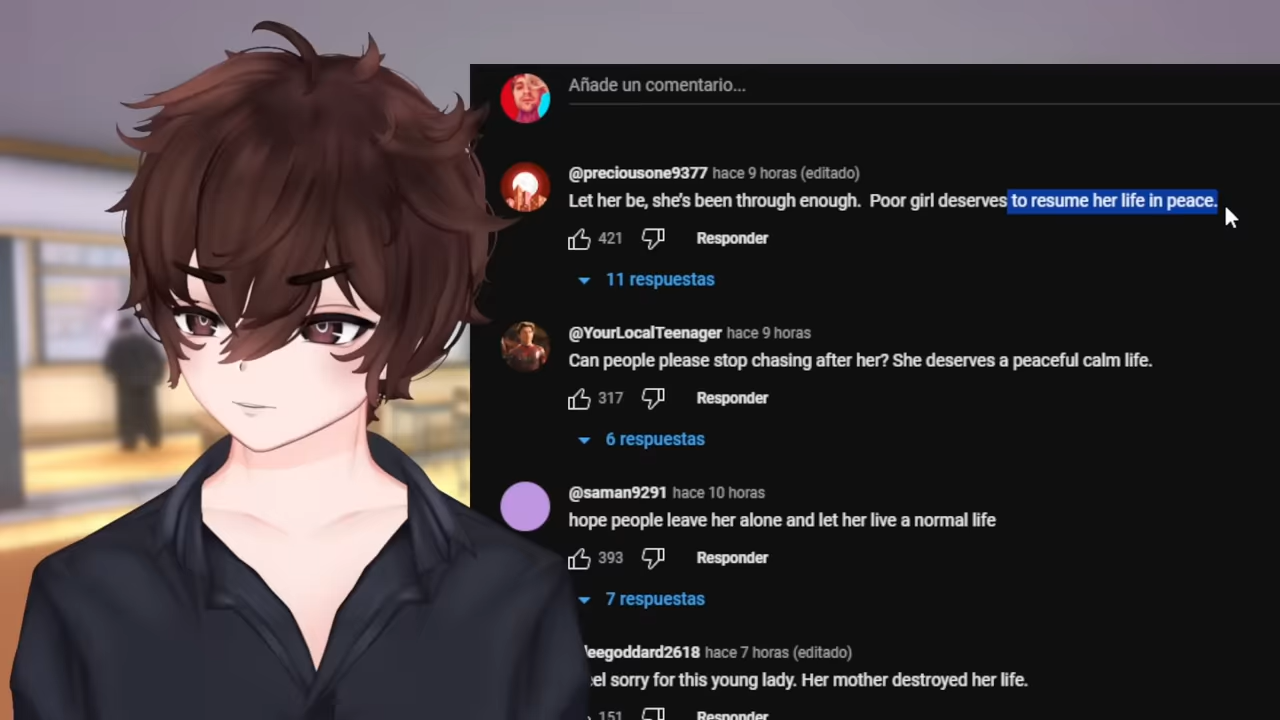 Añade un comentario...
@preciousone9377 hace 9 horas (editado)
Let her be, she's been through enough.  Poor girl deserves to resume her life in peace.
421 Responder
11 respuestas
@YourLocalTeenager hace 9 horas
Can people please stop chasing after her? She deserves a peaceful calm life.
317 Responder
6 respuestas
@saman9291 hace 10 horas
hope people leave her alone and let her live a normal life
393 Responder
7 respuestas
leegoddard2618 hace 7 horas (editado)
sorry for this young lady. Her mother destroyed her life.
151 Responder